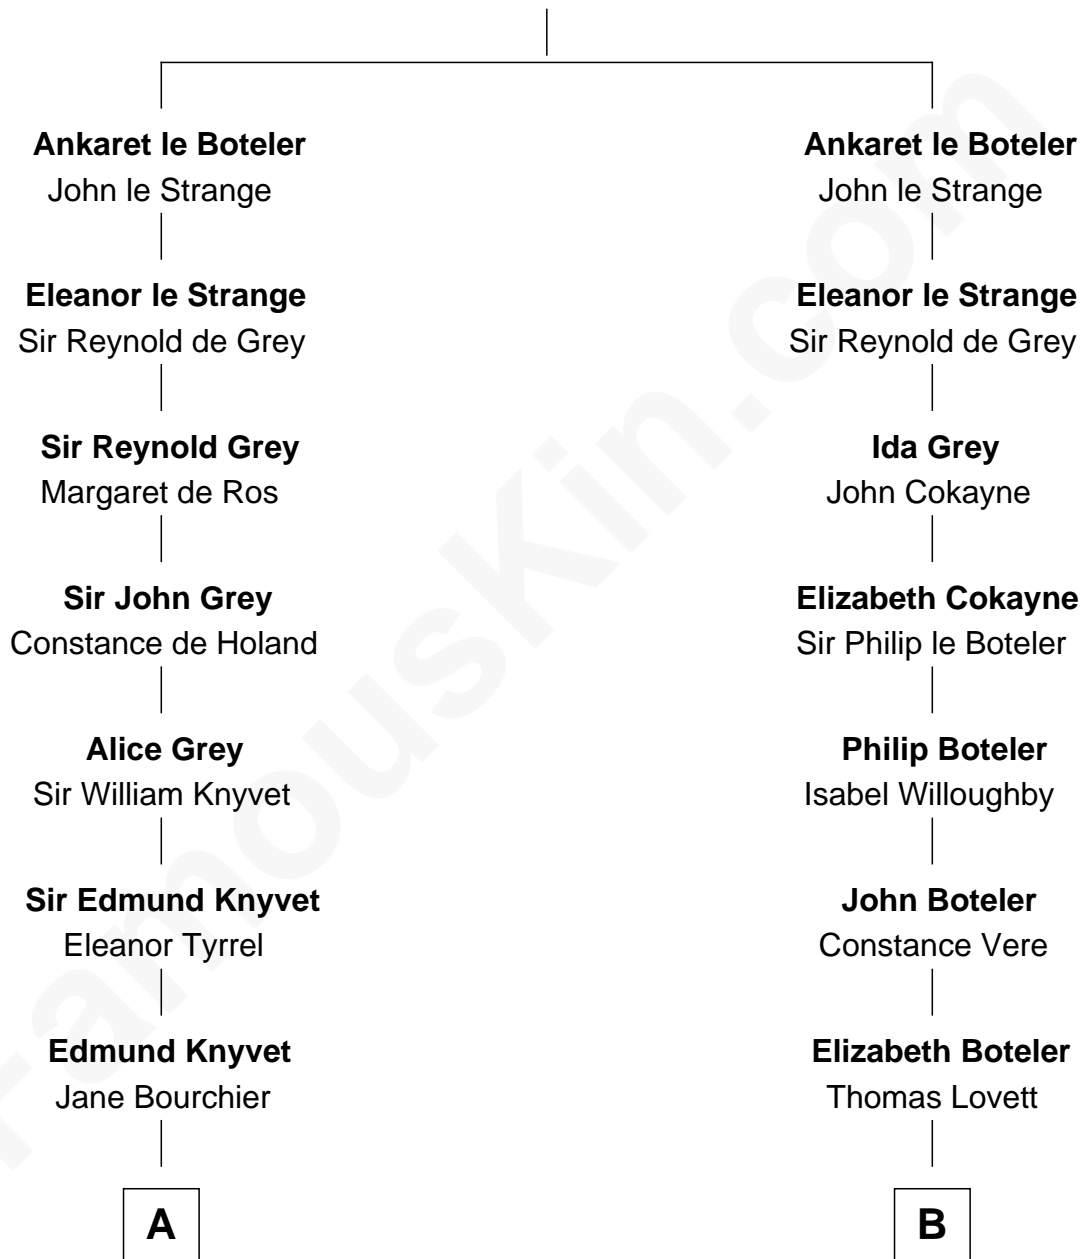 Ankaret le Boteler
John le Strange
Eleanor le Strange
Sir Reynold de Grey
Sir Reynold Grey
Margaret de Ros
Sir John Grey
Constance de Holand
Alice Grey
Sir William Knyvet
Sir Edmund Knyvet
Eleanor Tyrrel
Edmund Knyvet
Jane Bourchier
A
Ankaret le Boteler
John le Strange
Eleanor le Strange
Sir Reynold de Grey
Ida Grey
John Cokayne
Elizabeth Cokayne
Sir Philip le Boteler
Philip Boteler
Isabel Willoughby
John Boteler
Constance Vere
Elizabeth Boteler
Thomas Lovett
B
FamousKin.com